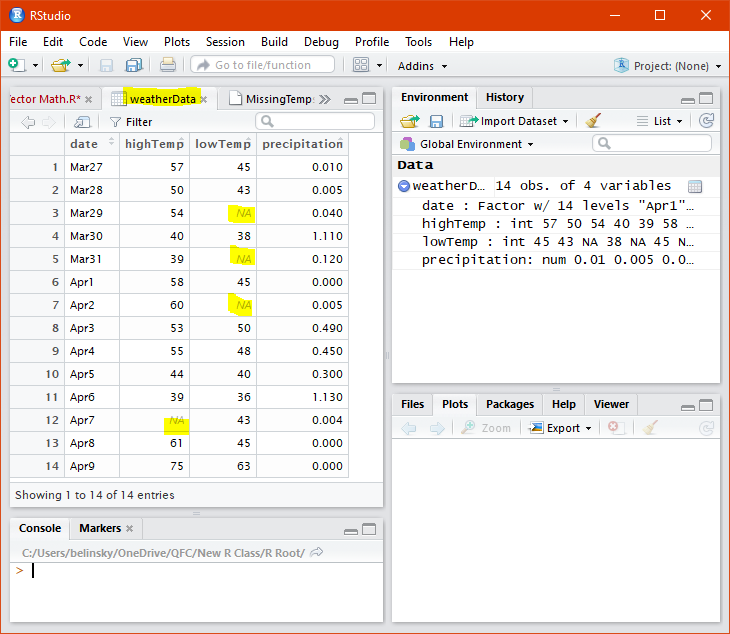 RStudio
File Edit Code View Plots Session Build Debug Profile Tools Help
Go to file/function Addins Project: (None)
ector Math.R* weatherData MissingTemp
Filter
date highTemp lowTemp precipitation
1 Mar27 57 45 0.010
2 Mar28 50 43 0.005
3 Mar29 54 NA 0.040
4 Mar30 40 38 1.110
5 Mar31 39 NA 0.120
6 Apr1 58 45 0.000
7 Apr2 60 NA 0.005
8 Apr3 53 50 0.490
9 Apr4 55 48 0.450
10 Apr5 44 40 0.300
11 Apr6 39 36 1.130
12 Apr7 NA 43 0.004
13 Apr8 61 45 0.000
14 Apr9 75 63 0.000
Showing 1 to 14 of 14 entries
Console Markers
C:/Users/belinsky/OneDrive/QFC/New R Class/R Root/
>
Environment History
Import Dataset List
Global Environment
Data
weatherD… 14 obs. of 4 variables
date : Factor w/ 14 levels "Apr1"…
highTemp : int 57 50 54 40 39 58 …
lowTemp : int 45 43 NA 38 NA 45 N…
precipitation: num 0.01 0.005 0.0…
Files Plots Packages Help Viewer
Zoom Export